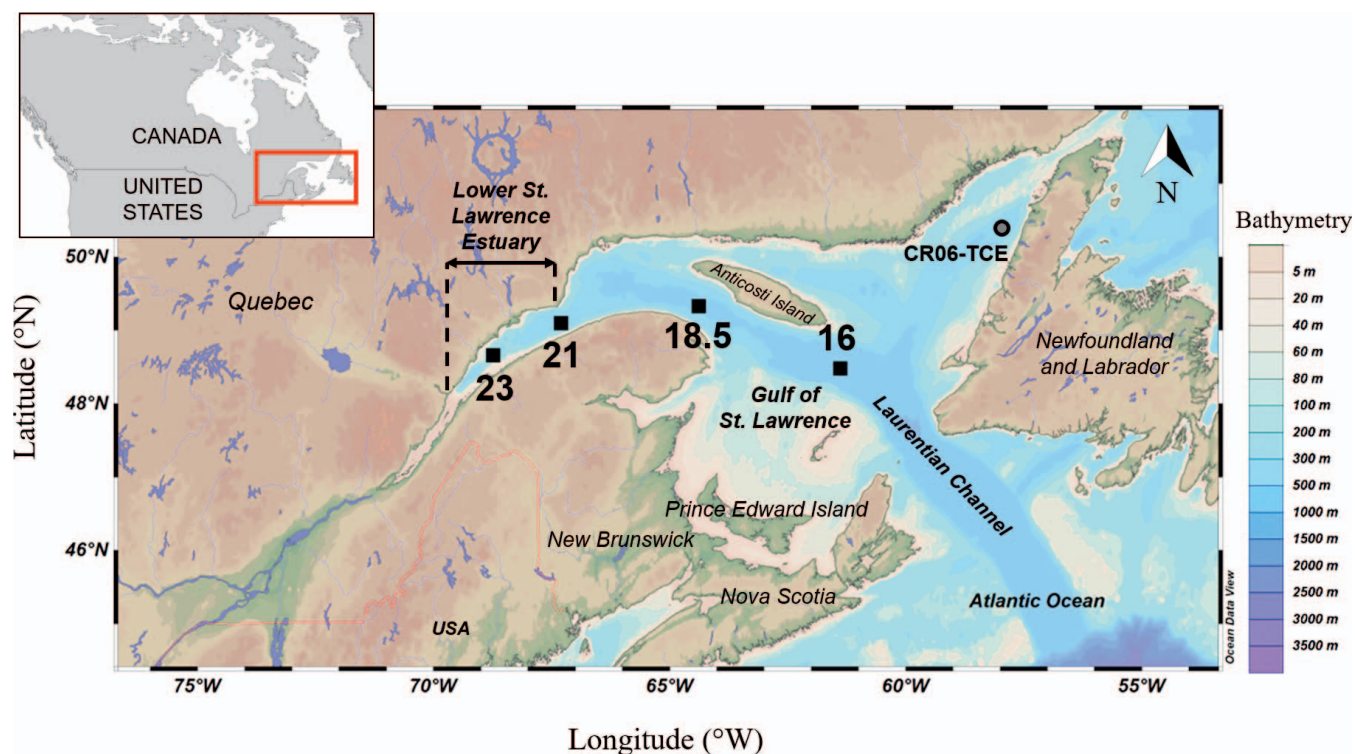 CANADA
UNITED
STATES
Lower St.
Lawrence
Estuary
N
Bathymetry
5 m
20 m
40 m
60 m
80 m
100 m
200 m
300 m
500 m
1000 m
1500 m
2000 m
2500 m
3000 m
3500 m
50°N
48°N
46°N
Latitude (°N)
Quebec
CR06-TCE
Anticosti Island
23
21
18.5
16
Newfoundland
and Labrador
Gulf of
St. Lawrence
Laurentian Channel
Prince Edward Island
New Brunswick
Nova Scotia
Atlantic Ocean
USA
Ocean Data View
75°W
70°W
65°W
60°W
55°W
Longitude (°W)